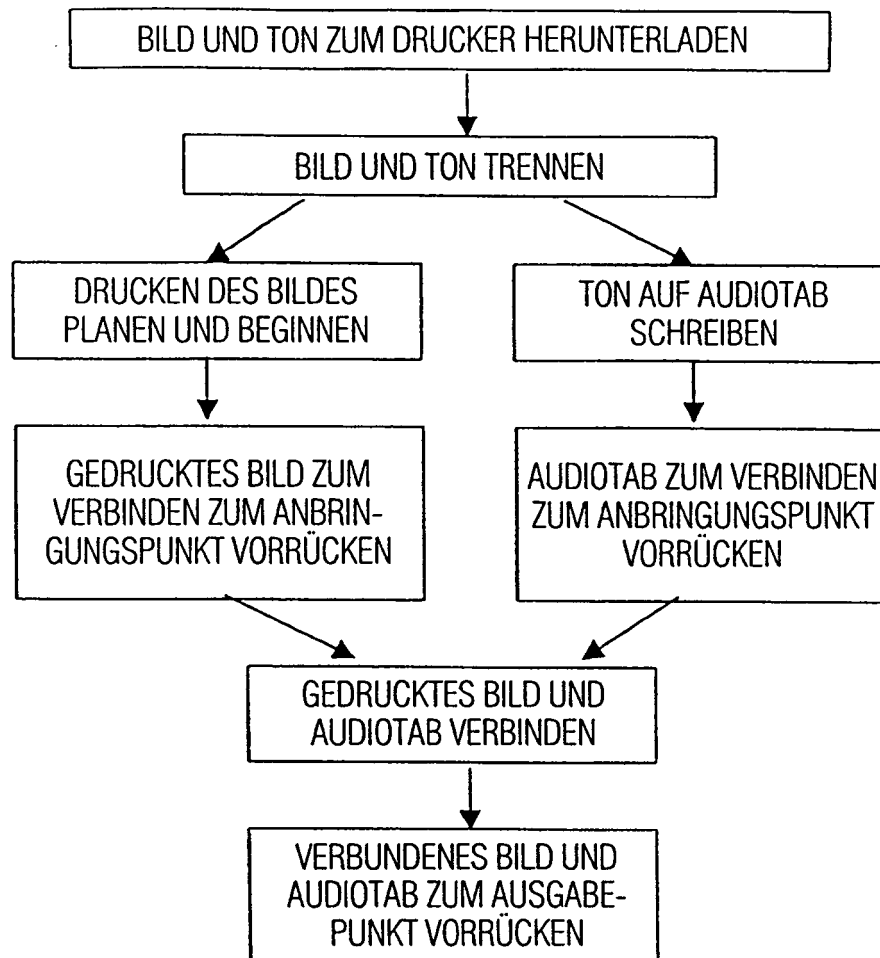 BILD UND TON ZUM DRUCKER HERUNTERLADEN
BILD UND TON TRENNEN
DRUCKEN DES BILDES
PLANEN UND BEGINNEN
TON AUF AUDIOTAB
SCHREIBEN
GEDRUCKTES BILD ZUM
VERBINDEN ZUM ANBRIN-
GUNGSPUNKT VORRÜCKEN
AUDIOTAB ZUM VERBINDEN
ZUM ANBRINGUNGSPUNKT
VORRÜCKEN
GEDRUCKTES BILD UND
AUDIOTAB VERBINDEN
VERBUNDENES BILD UND
AUDIOTAB ZUM AUSGABE-
PUNKT VORRÜCKEN